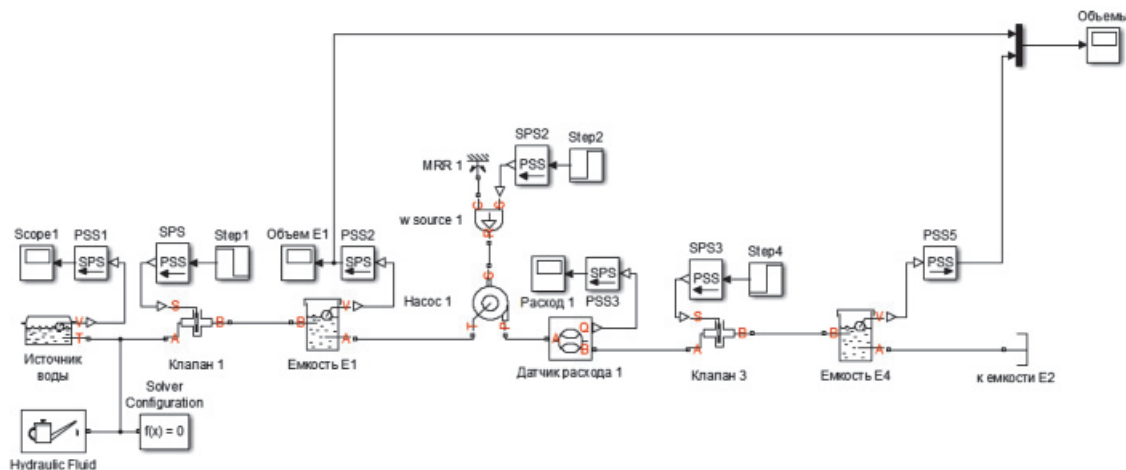 Объемы
SPS2
Step2
PSS
MRR 1
C
S
w source 1
R
Scope1
PSS1
SPS
SPS
PSS
Step1
Объем E1
PSS2
SPS
S
Насос 1
Расход 1
SPS
PSS3
SPS3
PSS
Step4
PSS5
PSS
V
T
Источник
воды
S
A
B
Клапан 1
B
V
A
Емкость E1
T
P
A
Q
B
Датчик расхода 1
S
A
B
Клапан 3
B
V
A
Емкость E4
к емкости E2
Solver
Configuration
f(x) = 0
Hydraulic Fluid